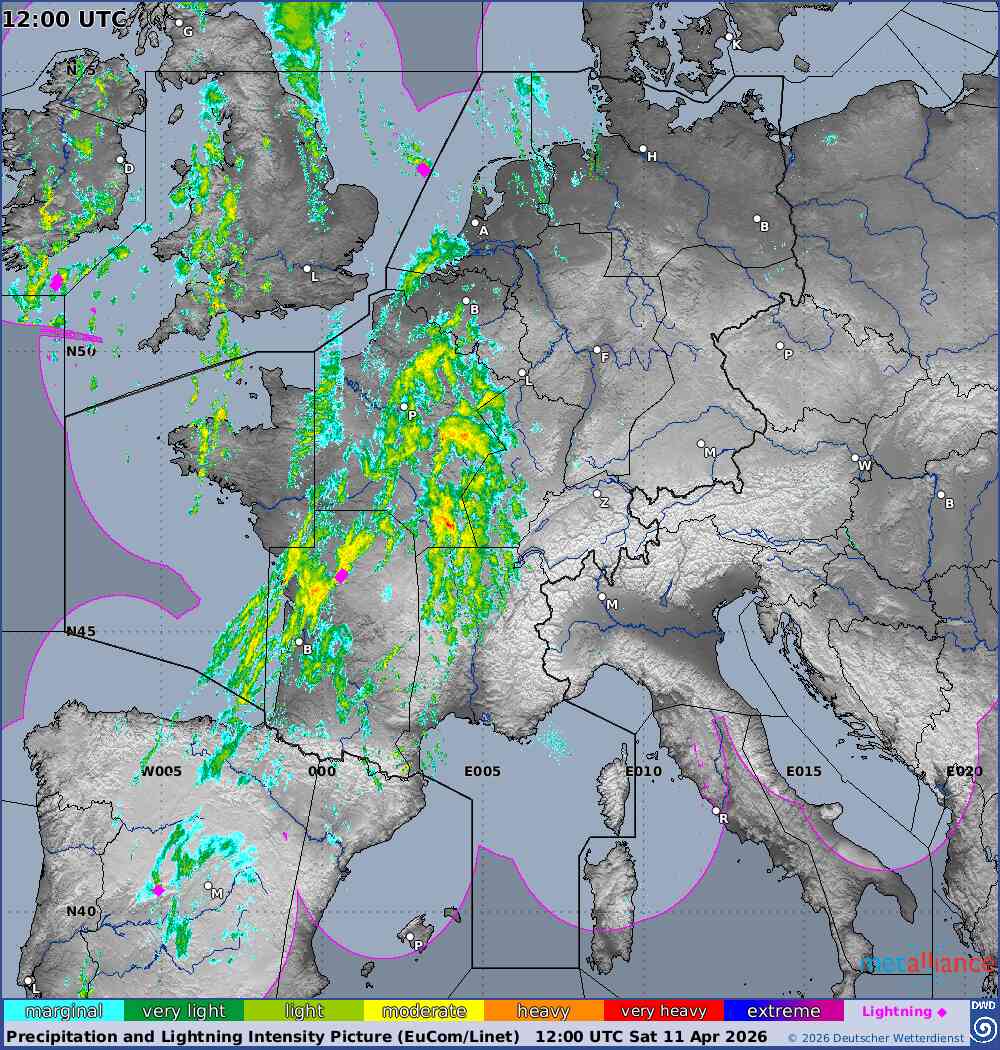 12:00 UTC
G
K
N55
D
H
A
B
L
B
N50
F
P
L
P
M
W
Z
B
M
N45
B
W005
000
E005
E010
E015
E020
R
M
N40
P
L
metalliance
marginal very light light moderate heavy very heavy extreme Lightning ◆
DWD
Precipitation and Lightning Intensity Picture (EuCom/Linet) 12:00 UTC Sat 11 Apr 2026 © 2026 Deutscher Wetterdienst